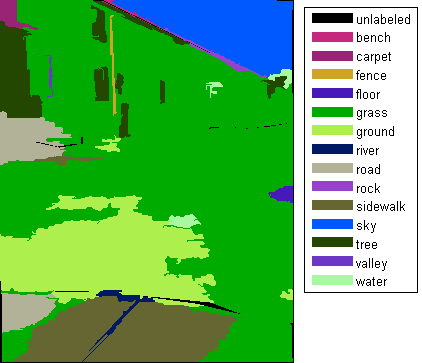 unlabeled
bench
carpet
fence
floor
grass
ground
river
road
rock
sidewalk
sky
tree
valley
water